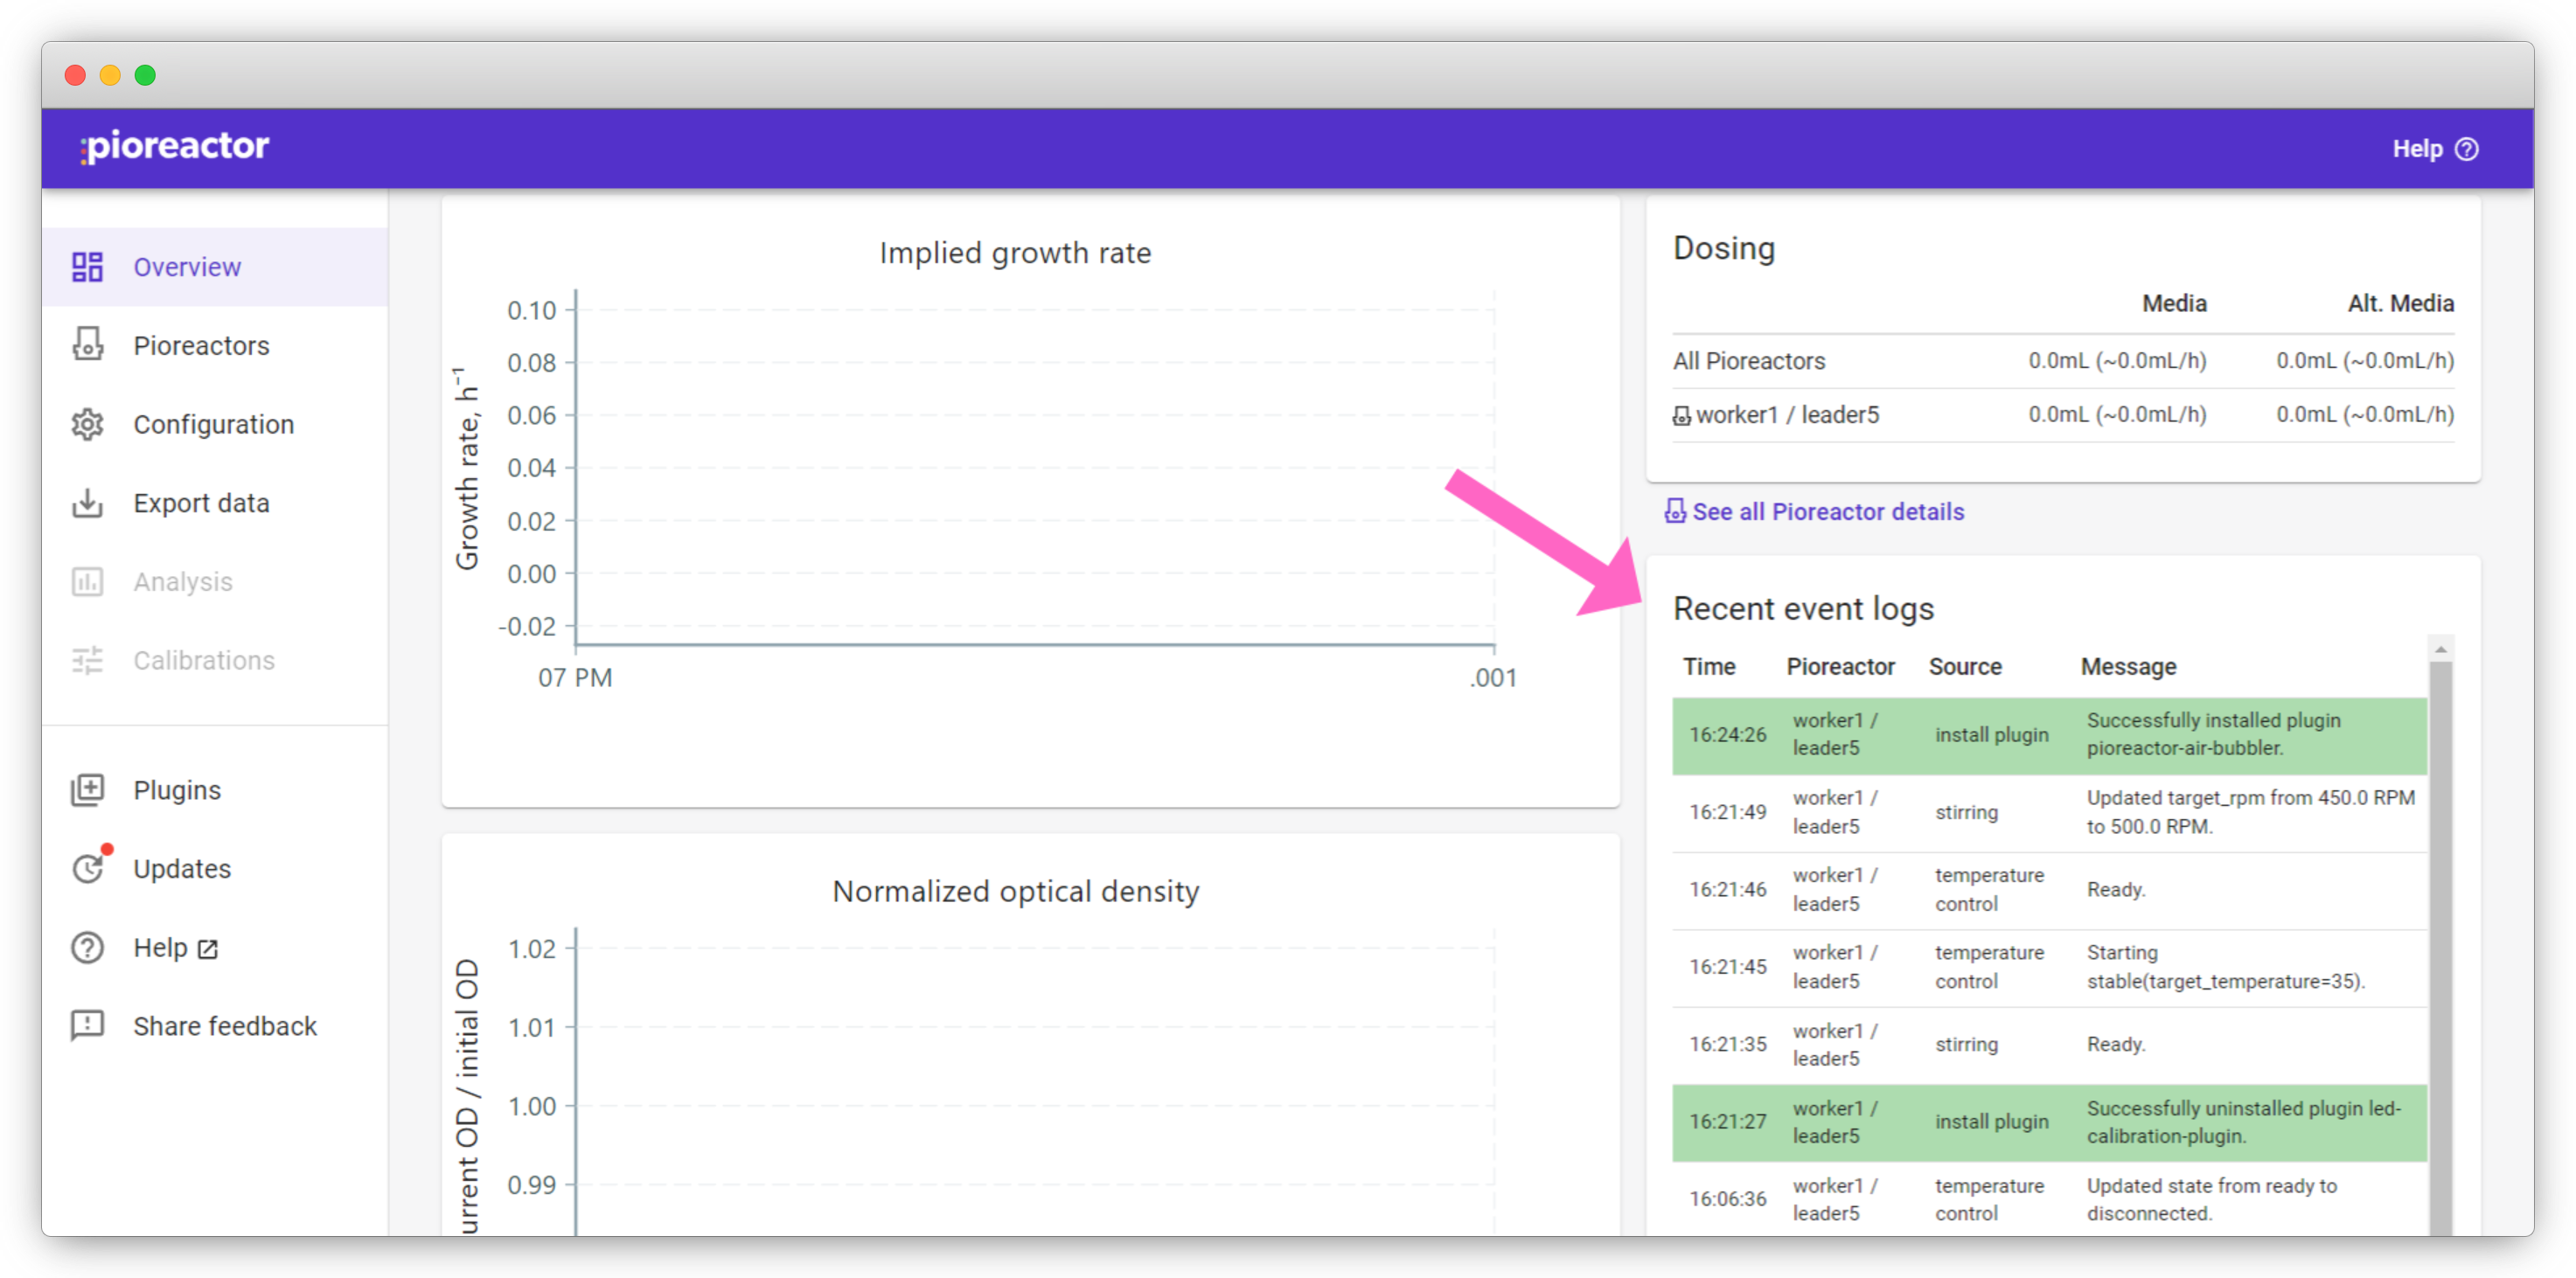 pioreactor
Help
Overview
Pioreactors
Configuration
Export data
Analysis
Calibrations
Plugins
Updates
Help
Share feedback
Implied growth rate
Growth rate, h⁻¹
0.10
0.08
0.06
0.04
0.02
0.00
-0.02
07 PM .001
Normalized optical density
urrent OD / initial OD
1.02
1.01
1.00
0.99
Dosing
Media Alt. Media
All Pioreactors 0.0mL (~0.0mL/h) 0.0mL (~0.0mL/h)
worker1 / leader5 0.0mL (~0.0mL/h) 0.0mL (~0.0mL/h)
See all Pioreactor details
Recent event logs
Time Pioreactor Source Message
16:24:26 worker1 / leader5 install plugin Successfully installed plugin
pioreactor-air-bubbler.
16:21:49 worker1 / leader5 stirring Updated target_rpm from 450.0 RPM
to 500.0 RPM.
16:21:46 worker1 / leader5 temperature control Ready.
16:21:45 worker1 / leader5 temperature control Starting
stable(target_temperature=35).
16:21:35 worker1 / leader5 stirring Ready.
16:21:27 worker1 / leader5 install plugin Successfully uninstalled plugin led-
calibration-plugin.
16:06:36 worker1 / leader5 temperature control Updated state from ready to
disconnected.